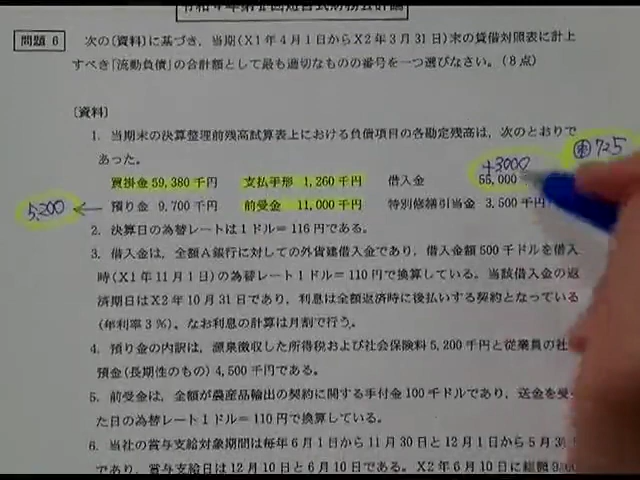 令和4年第Ⅱ回短答式財務会計論
問題 6 次の〔資料〕に基づき、当期(X1年4月1日からX2年3月31日)末の貸借対照表に計上
すべき「流動負債」の合計額として最も適切なものの番号を一つ選びなさい。(8点)
〔資料〕
1. 当期末の決算整理前残高試算表上における負債項目の各勘定残高は、次のとおりで
あった。
+3000
㊤725
買掛金 59,380 千円 支払手形 1,260 千円 借入金 55,000
5,200 ← 預り金 9,700 千円 前受金 11,000 千円 特別修繕引当金 3,500 千円
2. 決算日の為替レートは1ドル=116円である。
3. 借入金は、全額A銀行に対しての外貨建借入金であり、借入金額500千ドルを借入
時(X1年11月1日)の為替レート1ドル=110円で換算している。当該借入金の返
済期日はX2年10月31日であり、利息は全額返済時に後払いする契約となっている
(年利率3%)。なお利息の計算は月割で行う。
4. 預り金の内訳は、源泉徴収した所得税および社会保険料5,200千円と従業員の社
預金(長期性のもの)4,500千円である。
5. 前受金は、全額が農産品輸出の契約に関する手付金100千ドルであり、送金を受
た日の為替レート1ドル=110円で換算している。
6. 当社の賞与支給対象期間は毎年6月1日から11月30日と12月1日から5月3
であり、賞与支給日は12月10日と6月10日である。X2年6月10日に総額